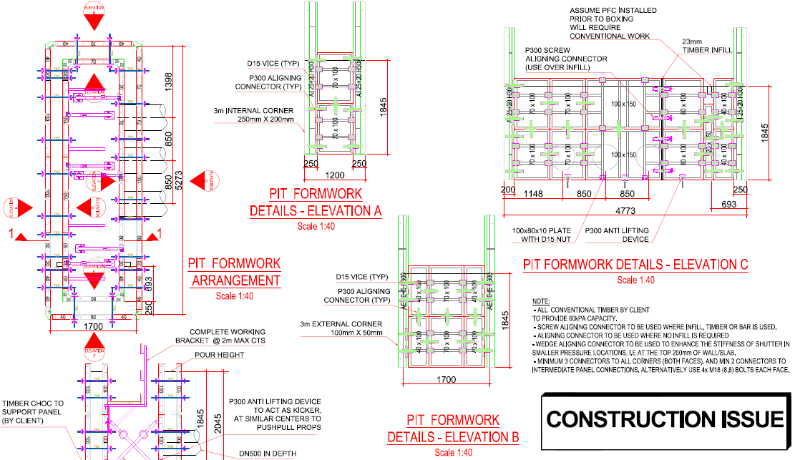 ELEVATION
1700
1398
850
5273
850
693
250
1
1
1700
ELEVATION
PIT FORMWORK
ARRANGEMENT
Scale 1:40
D15 VICE (TYP)
P300 ALIGNING
CONNECTOR (TYP)
3m INTERNAL CORNER
250mm X 200mm
70 x 100
70 x 100
1845
250
250
1200
PIT FORMWORK
DETAILS - ELEVATION A
Scale 1:40
ASSUME PFC INSTALLED
PRIOR TO BOXING
WILL REQUIRE
CONVENTIONAL WORK
23mm
TIMBER INFILL
P300 SCREW
ALIGNING CONNECTOR
(USE OVER INFILL)
100 x 150
100 x 150
1845
200
1148
850
850
250
693
4773
100x80x10 PLATE
WITH D15 NUT
P300 ANTI LIFTING
DEVICE
PIT FORMWORK DETAILS - ELEVATION C
Scale 1:40
D15 VICE (TYP)
P300 ALIGNING
CONNECTOR (TYP)
3m EXTERNAL CORNER
100mm X 50mm
1845
1700
PIT FORMWORK
DETAILS - ELEVATION B
Scale 1:40
NOTE:
- ALL CONVENTIONAL TIMBER BY CLIENT
TO PROVIDE 60kPA CAPACITY.
- SCREW ALIGNING CONNECTOR TO BE USED WHERE INFILL, TIMBER OR BAR IS USED.
- ALIGNING CONNECTOR TO BE USED WHERE NO INFILL IS REQUIRED
- WEDGE ALIGNING CONNECTOR TO BE USED TO ENHANCE THE STIFFNESS OF SHUTTER IN
SMALLER PRESSURE LOCATIONS, I.E AT THE TOP 200mm OF WALL/SLAB.
- MINIMUM 3 CONNECTORS TO ALL CORNERS (BOTH FACES), AND MIN 2 CONNECTORS TO
INTERMEDIATE PANEL CONNECTIONS, ALTERNATIVELY USE 4x M18 (8.8) BOLTS EACH FACE.
COMPLETE WORKING
BRACKET @ 2m MAX CTS
POUR HEIGHT
TIMBER CHOC TO
SUPPORT PANEL
(BY CLIENT)
1845
2045
P300 ANTI LIFTING DEVICE
TO ACT AS KICKER,
AT SIMILAR CENTERS TO
PUSHPULL PROPS
DN500 IN DEPTH
CONSTRUCTION ISSUE